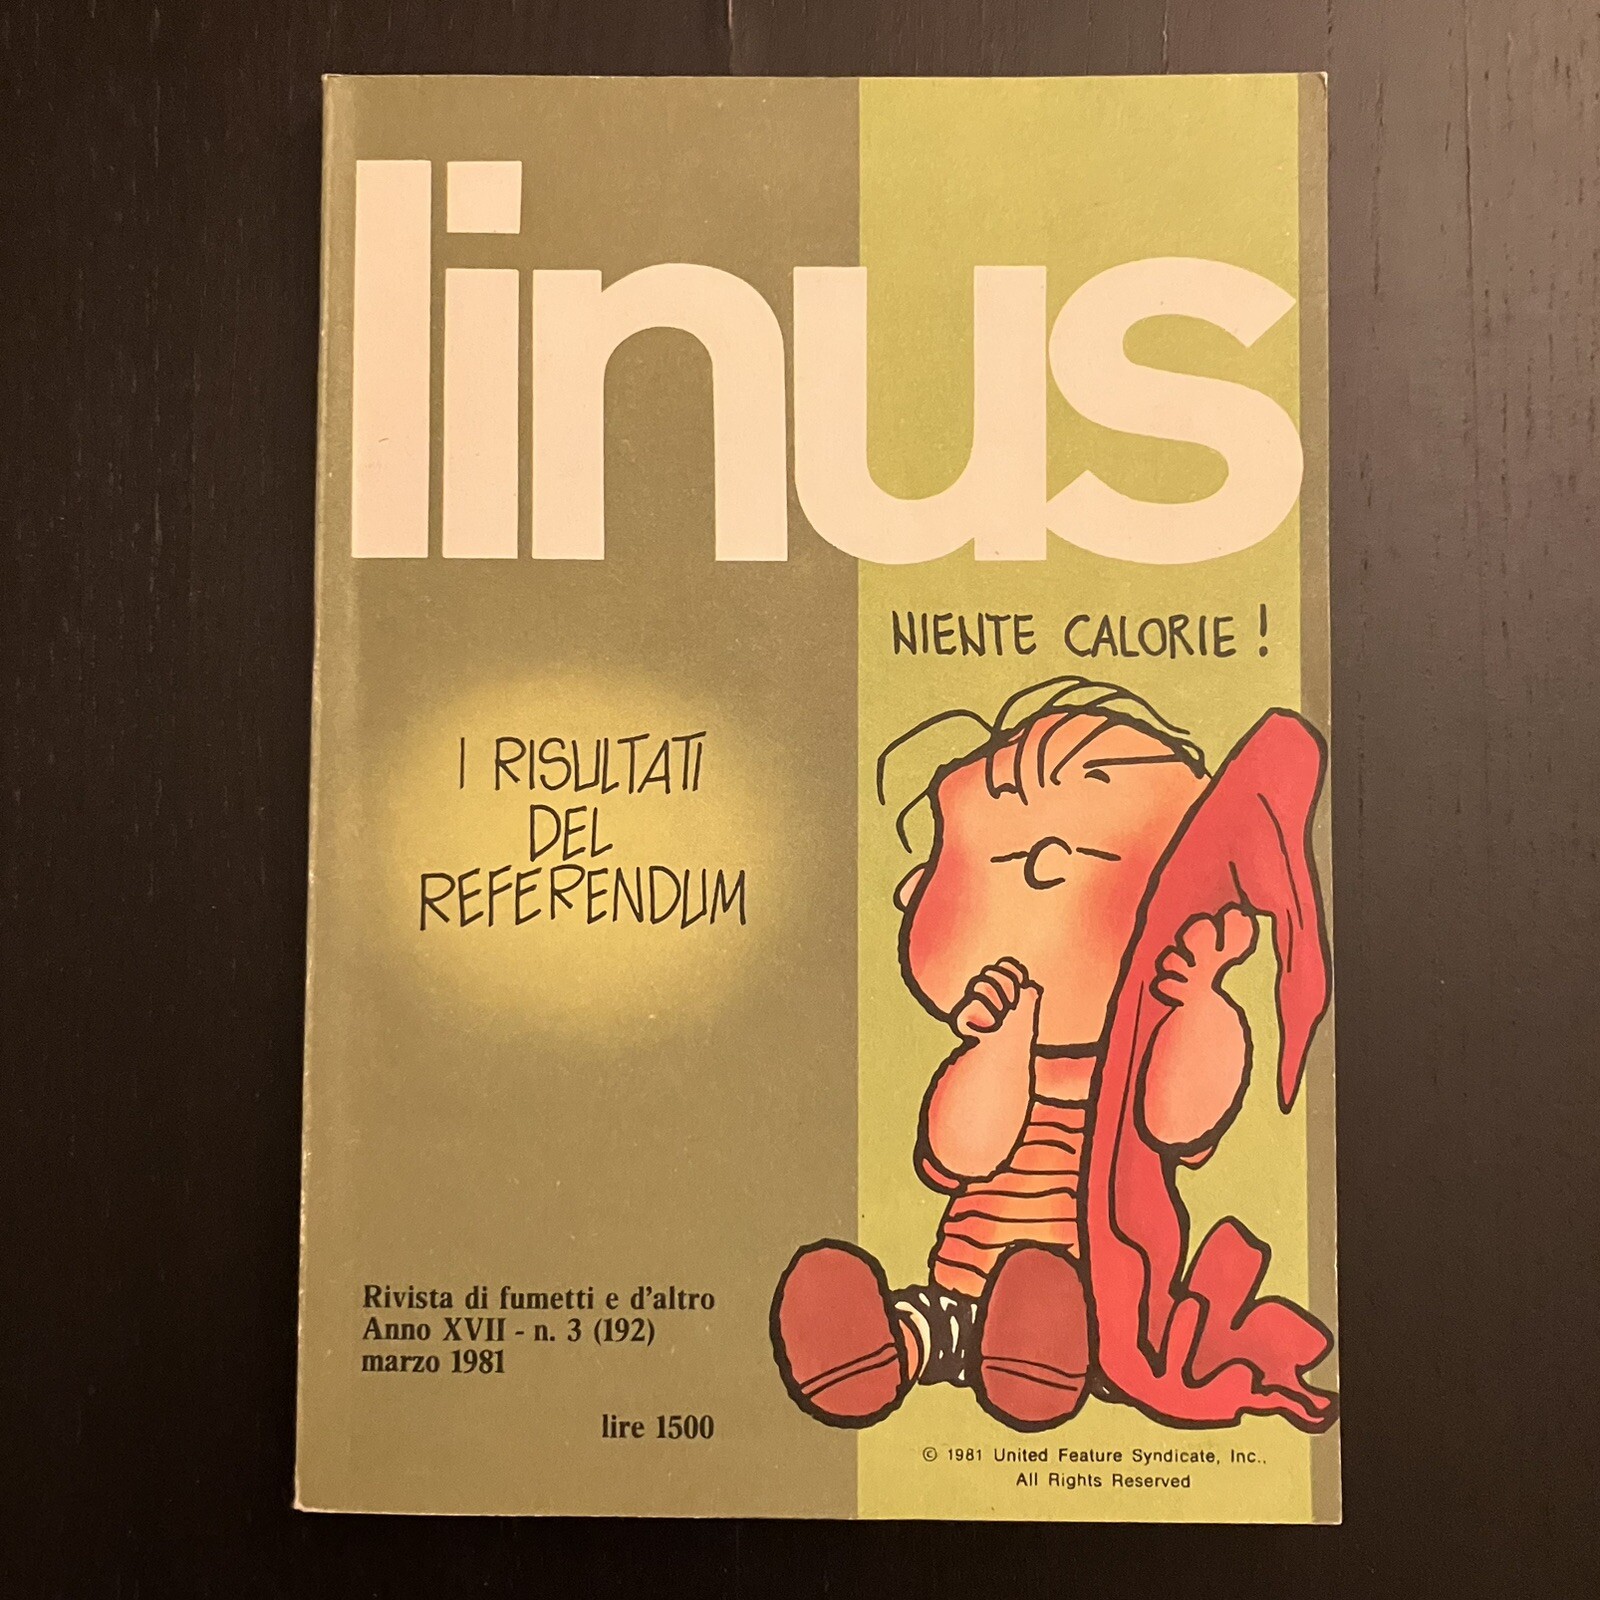 linus
NIENTE CALORIE !
I RISULTATI
DEL
REFERENDUM
Rivista di fumetti e d'altro
Anno XVII - n. 3 (192)
marzo 1981
lire 1500
© 1981 United Feature Syndicate, Inc..
All Rights Reserved